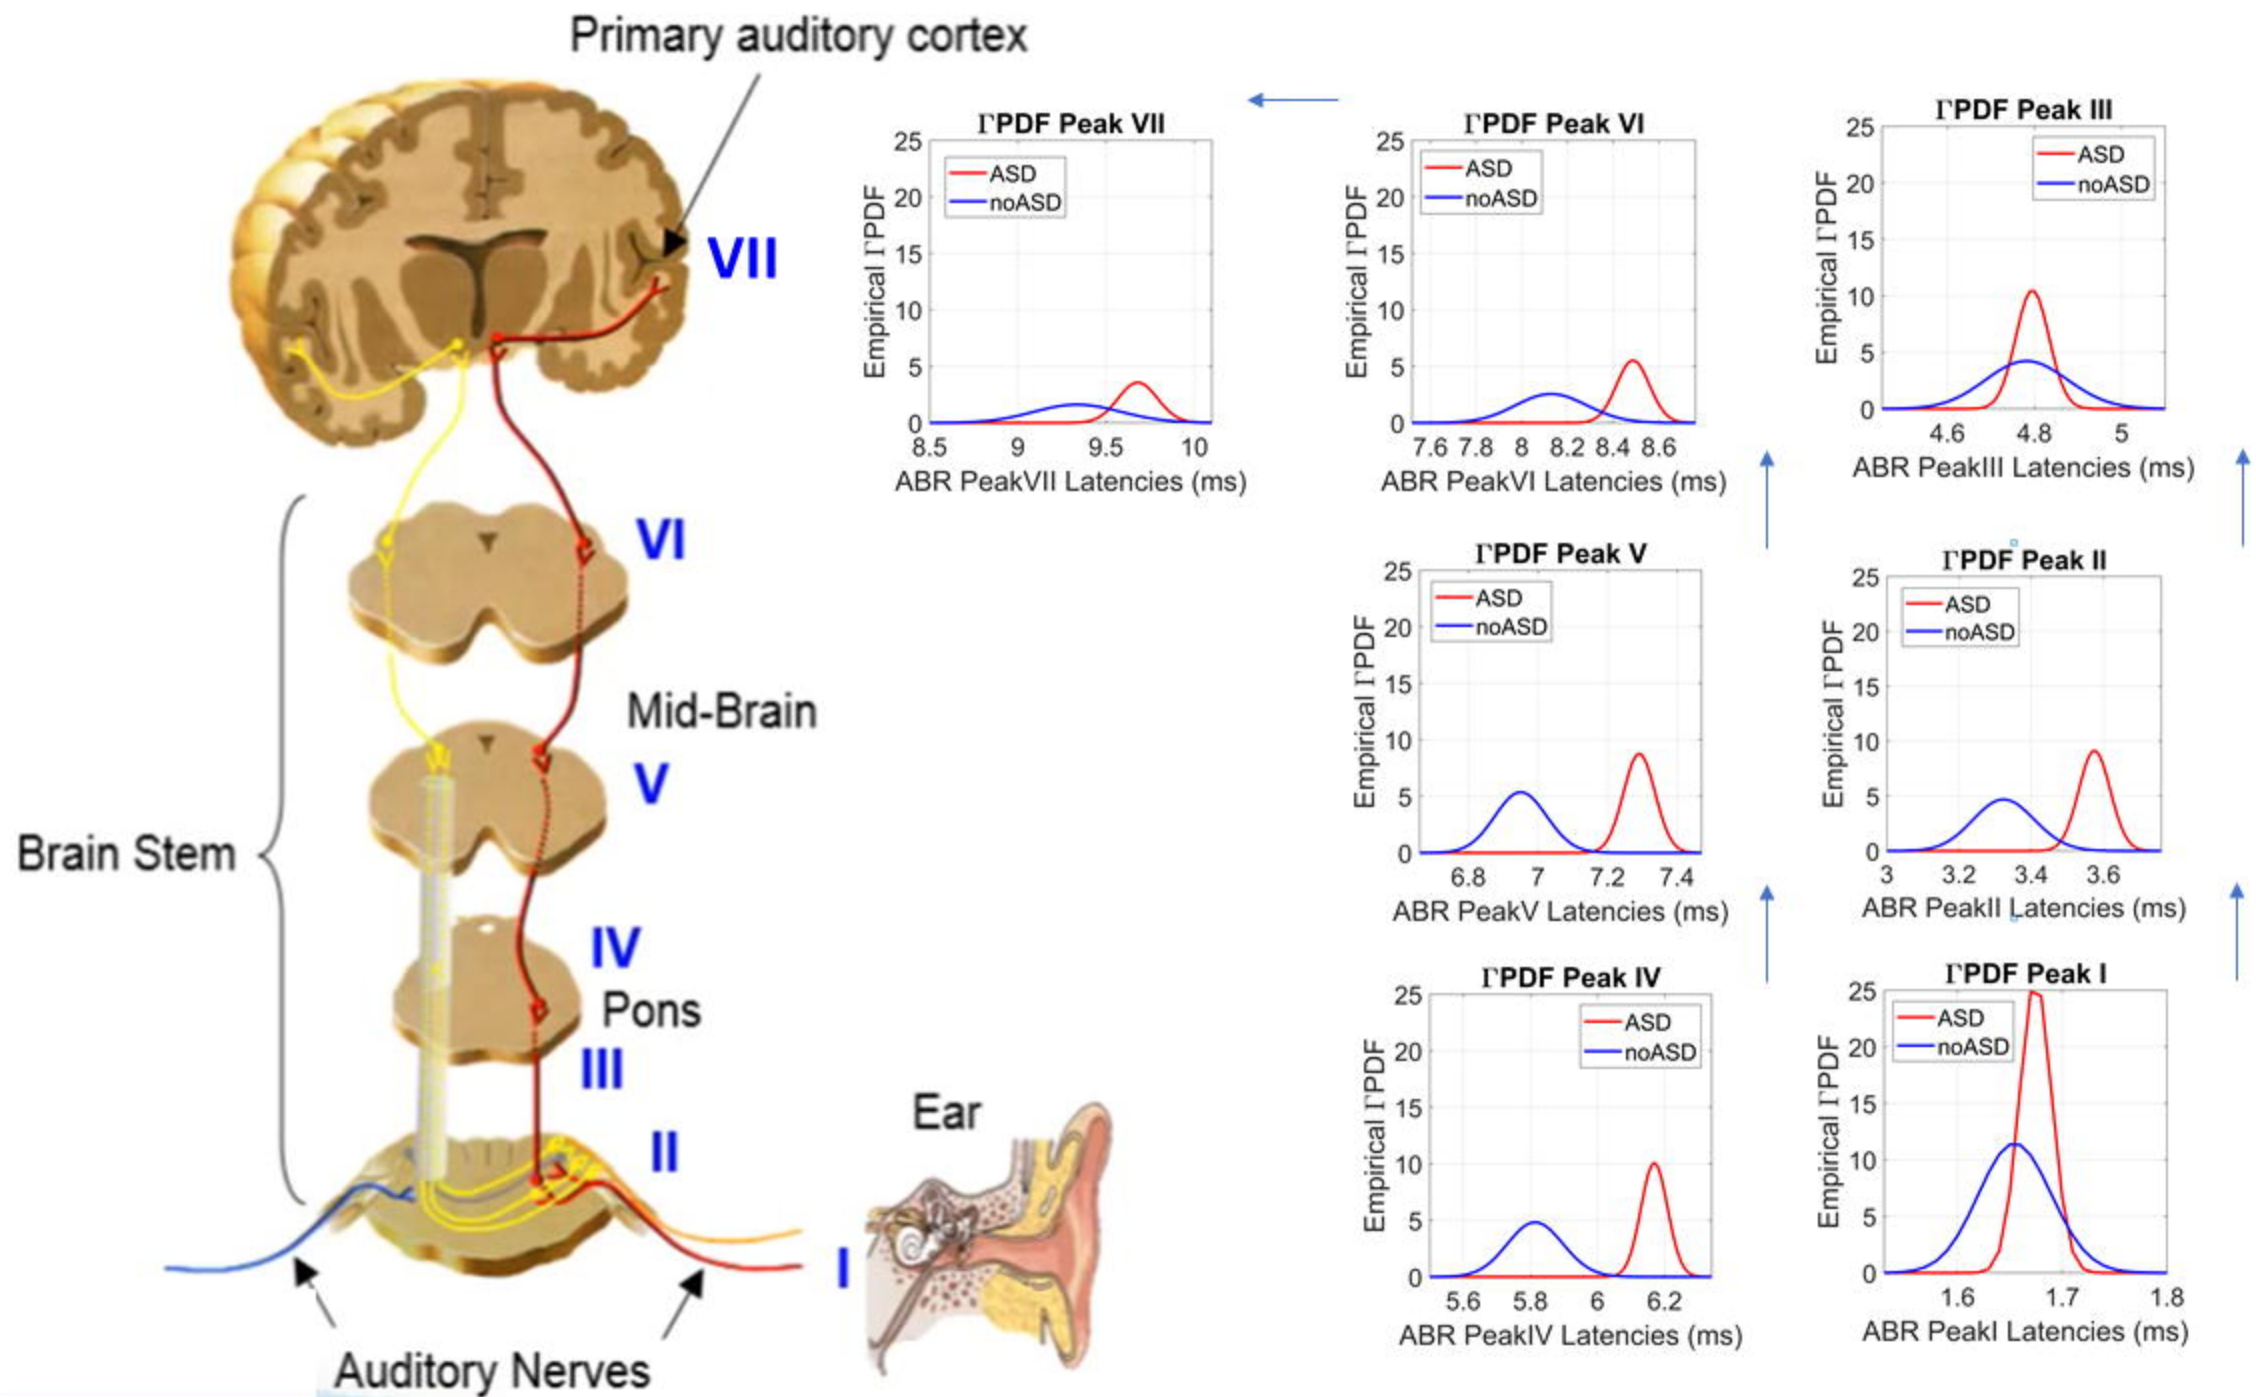 Primary auditory cortex
VII
VI
Mid-Brain
V
Brain Stem
IV
Pons
III
II
Ear
I
Auditory Nerves
ΓPDF Peak VII
25
20
15
10
5
0
Empirical ΓPDF
ASD
noASD
8.5 9 9.5 10
ABR PeakVII Latencies (ms)
ΓPDF Peak VI
25
20
15
10
5
0
Empirical ΓPDF
ASD
noASD
7.6 7.8 8 8.2 8.4 8.6
ABR PeakVI Latencies (ms)
ΓPDF Peak III
25
20
15
10
5
0
Empirical ΓPDF
ASD
noASD
4.6 4.8 5
ABR PeakIII Latencies (ms)
ΓPDF Peak V
25
20
15
10
5
0
Empirical ΓPDF
ASD
noASD
6.8 7 7.2 7.4
ABR PeakV Latencies (ms)
ΓPDF Peak II
25
20
15
10
5
0
Empirical ΓPDF
ASD
noASD
3 3.2 3.4 3.6
ABR PeakII Latencies (ms)
ΓPDF Peak IV
25
20
15
10
5
0
Empirical ΓPDF
ASD
noASD
5.6 5.8 6 6.2
ABR PeakIV Latencies (ms)
ΓPDF Peak I
25
20
15
10
5
0
Empirical ΓPDF
ASD
noASD
1.6 1.7 1.8
ABR PeakI Latencies (ms)